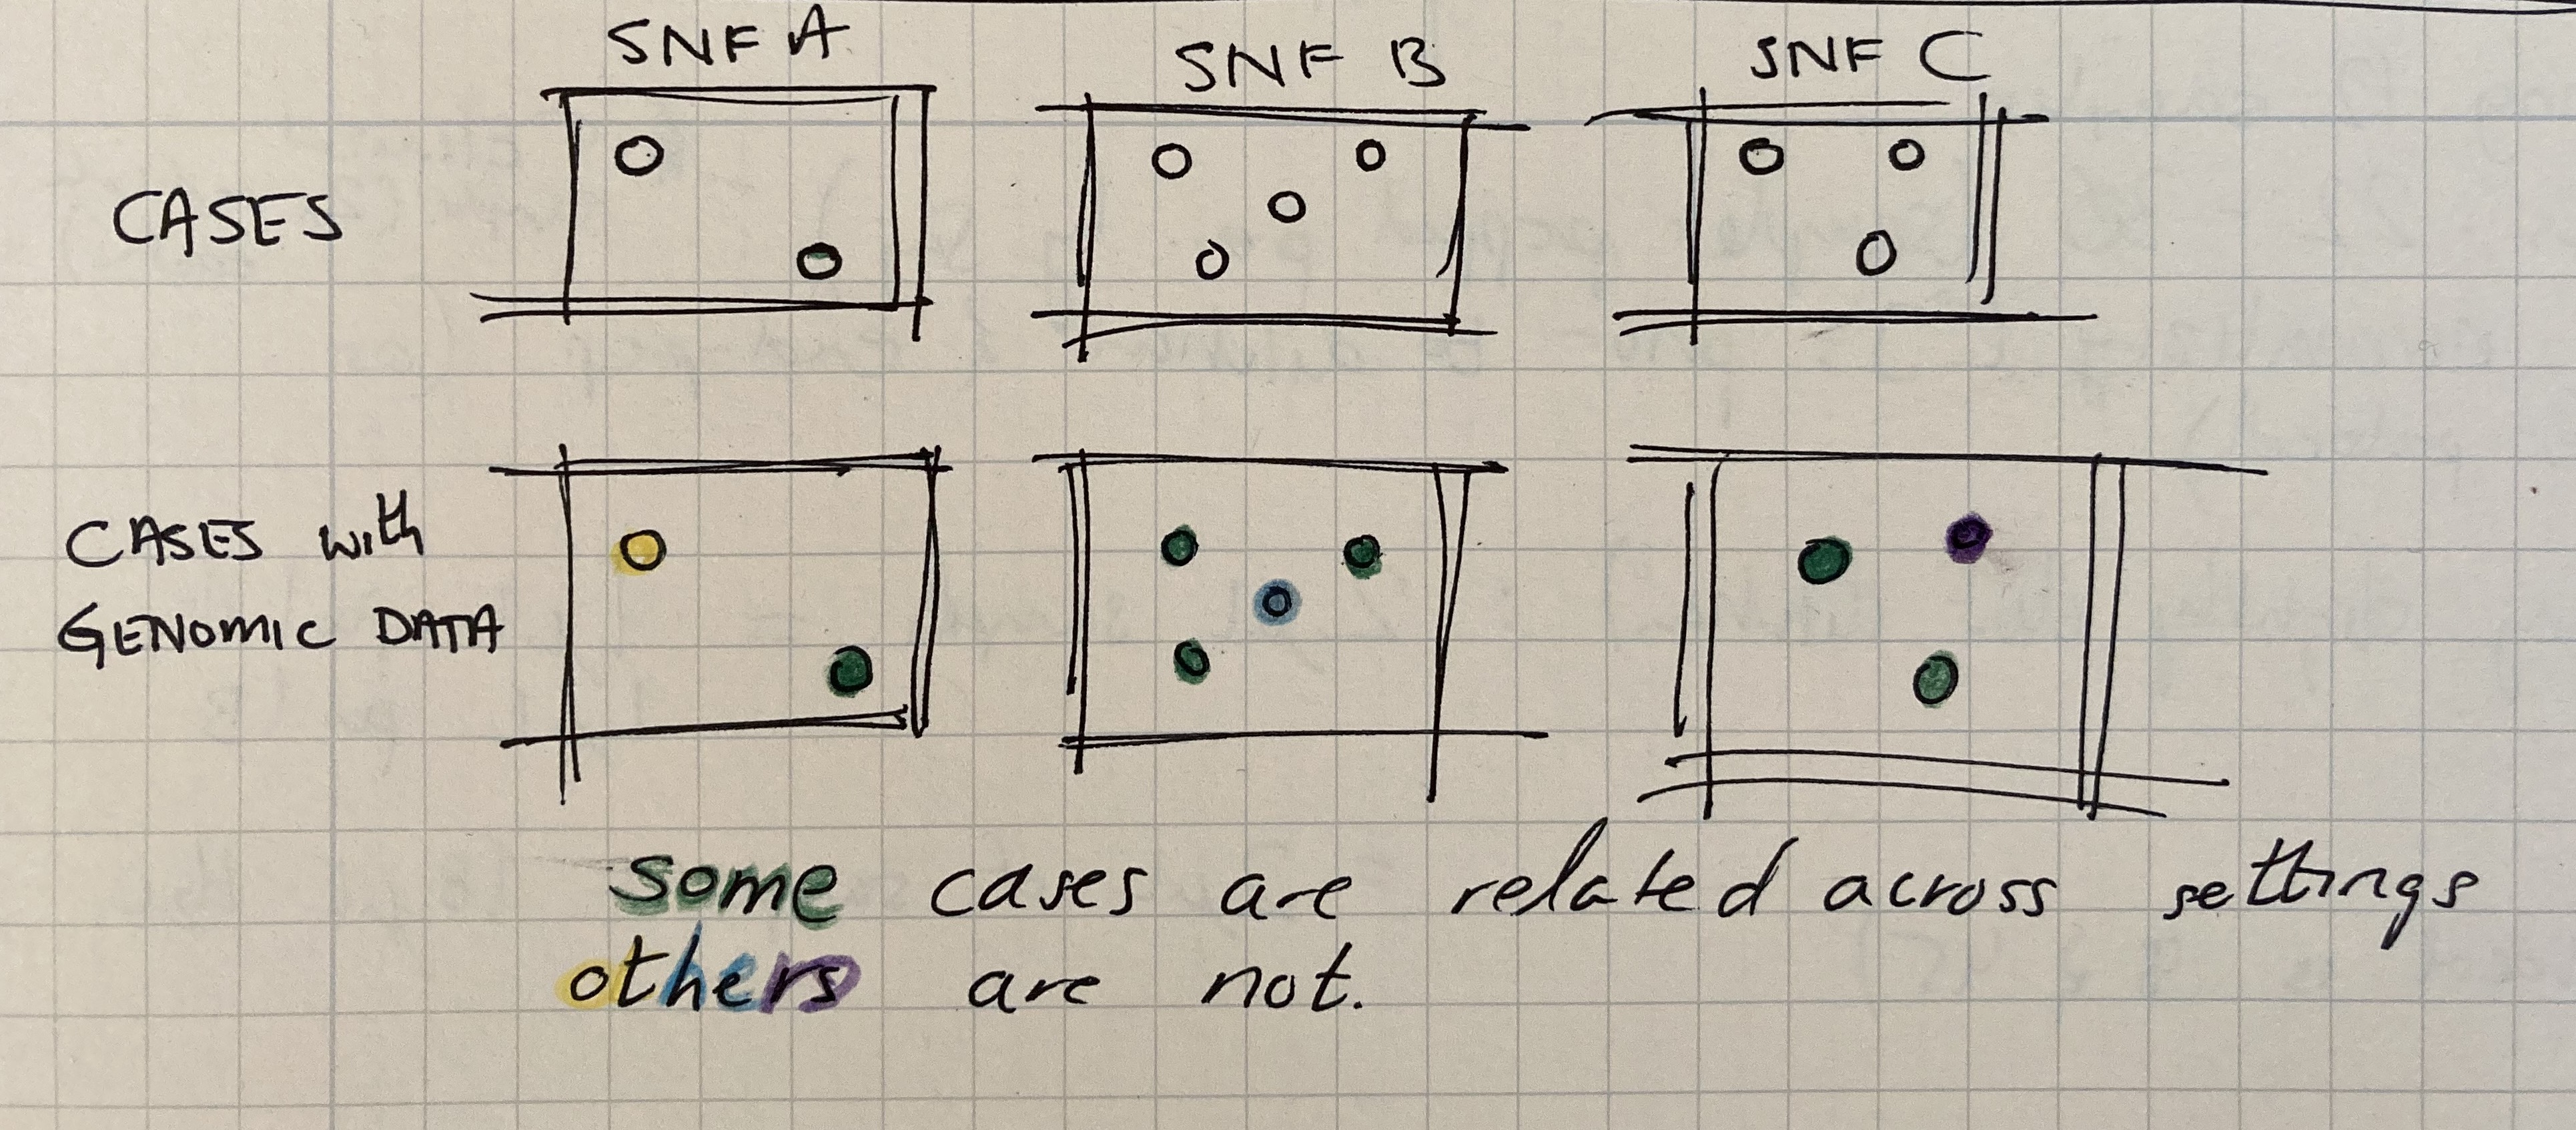 SNF A
SNF B
SNF C
CASES
CASES with
GENOMIC DATA
some cases are related across settings
others are not.